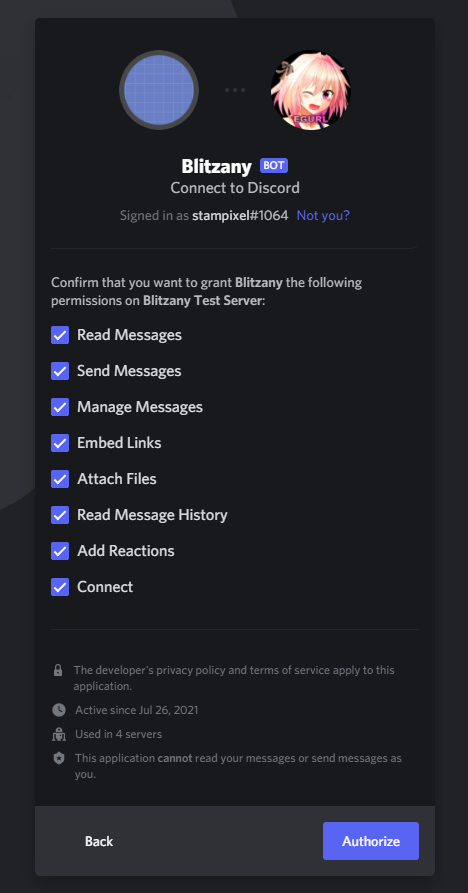 EGURL
Blitzany BOT
Connect to Discord
Signed in as stampixel#1064 Not you?
Confirm that you want to grant Blitzany the following
permissions on Blitzany Test Server:
Read Messages
Send Messages
Manage Messages
Embed Links
Attach Files
Read Message History
Add Reactions
Connect
The developer's privacy policy and terms of service apply to this
application.
Active since Jul 26, 2021
Used in 4 servers
This application cannot read your messages or send messages as
you.
Back
Authorize